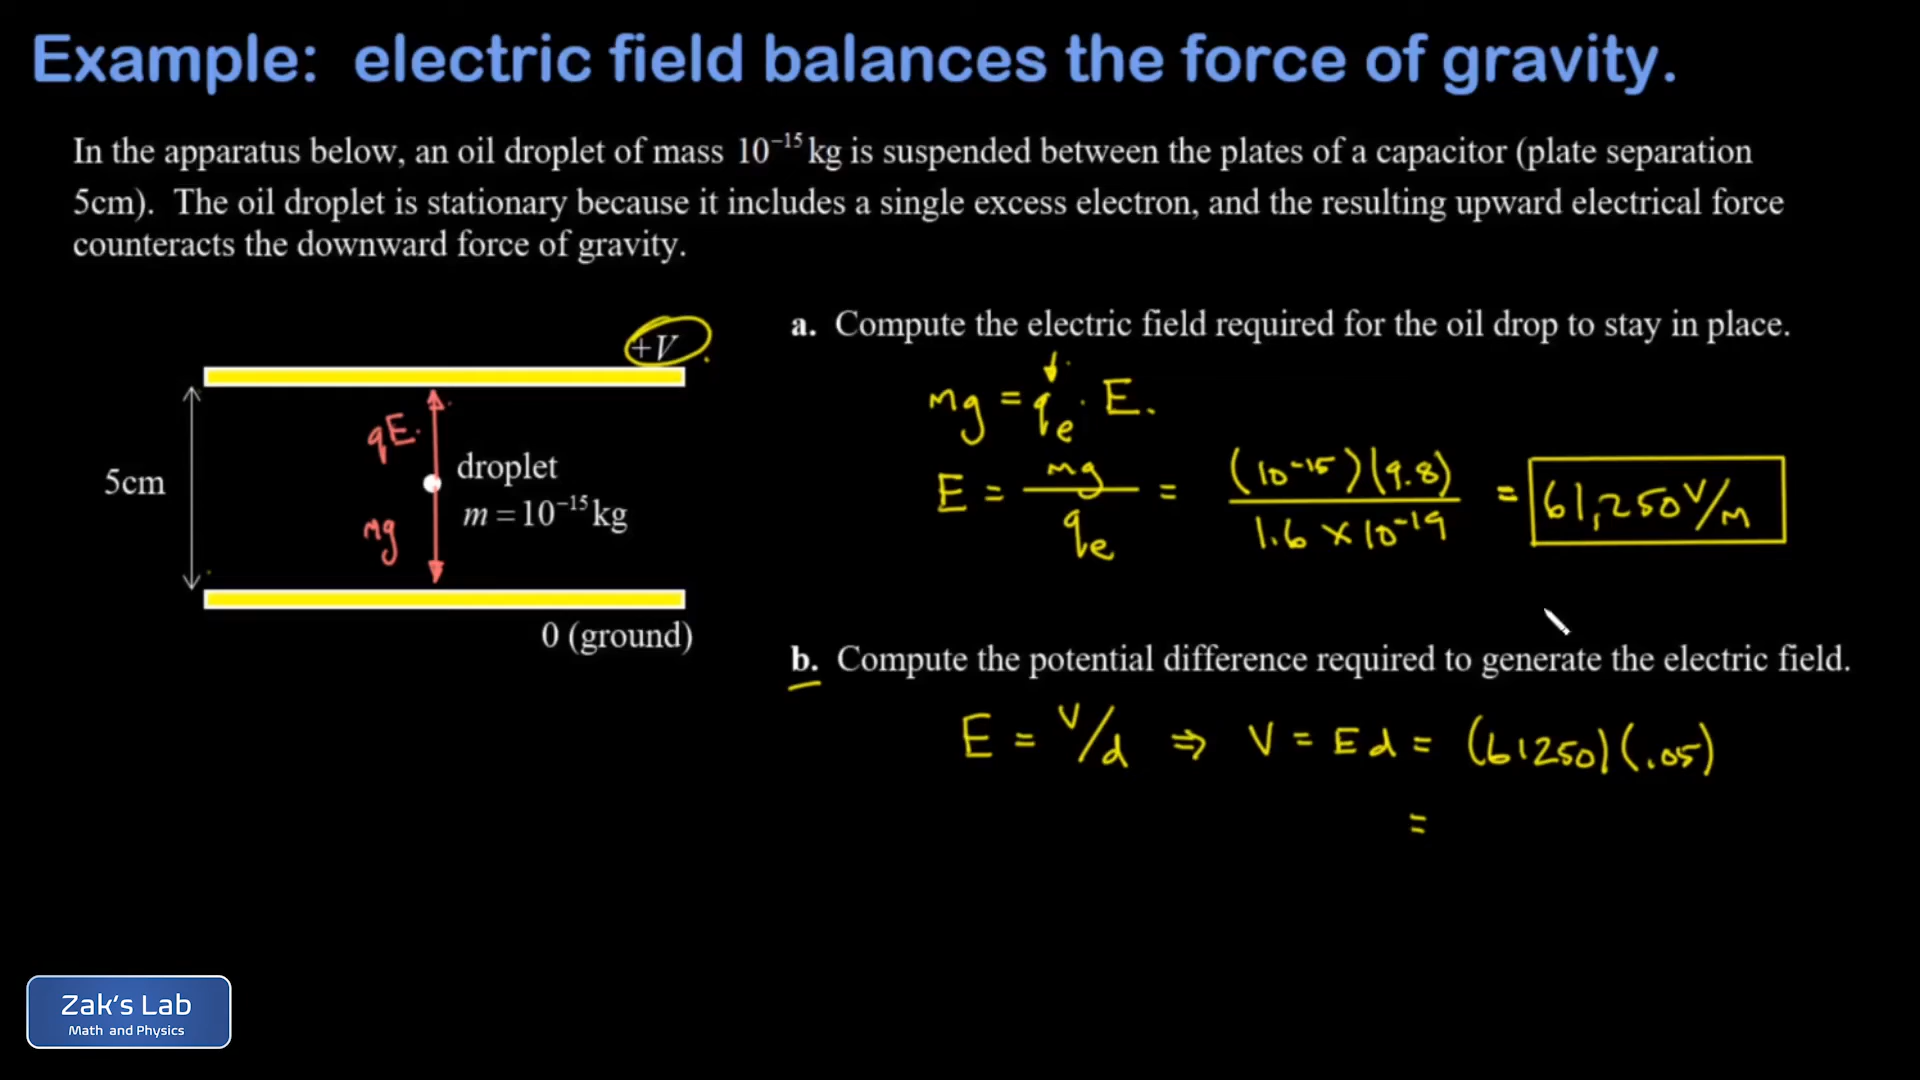 Example: electric field balances the force of gravity.
In the apparatus below, an oil droplet of mass 10⁻¹⁵ kg is suspended between the plates of a capacitor (plate separation
5cm). The oil droplet is stationary because it includes a single excess electron, and the resulting upward electrical force
counteracts the downward force of gravity.
+V
5cm
qE
droplet
m = 10⁻¹⁵ kg
mg
0 (ground)
a. Compute the electric field required for the oil drop to stay in place.
mg = qₑ · E.
E = mg / qₑ = (10⁻¹⁵)(9.8) / 1.6 × 10⁻¹⁹ = 61,250 V/m
b. Compute the potential difference required to generate the electric field.
E = V/d ⇒ V = Ed = (61250)(.05)
=
Zak's Lab
Math and Physics